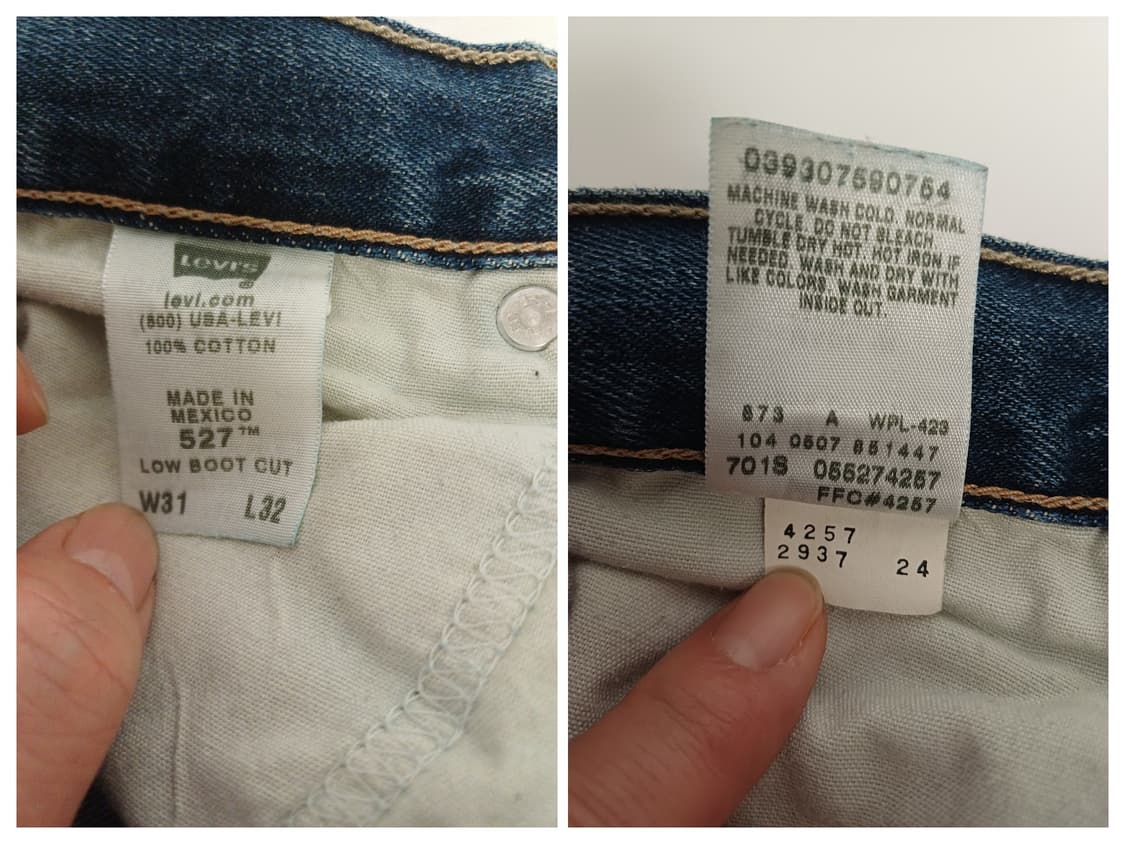 Levi's
levi.com
(800) USA-LEVI
100% COTTON
MADE IN
MEXICO
527™
LOW BOOT CUT
W31 L32
039307590754
MACHINE WASH COLD, NORMAL
CYCLE. DO NOT BLEACH.
TUMBLE DRY HOT. HOT IRON IF
NEEDED. WASH AND DRY WITH
LIKE COLORS. WASH GARMENT
INSIDE OUT.
873 A WPL-423
104 0507 851447
701S 055274257
FFC#4257
4257
2937 24